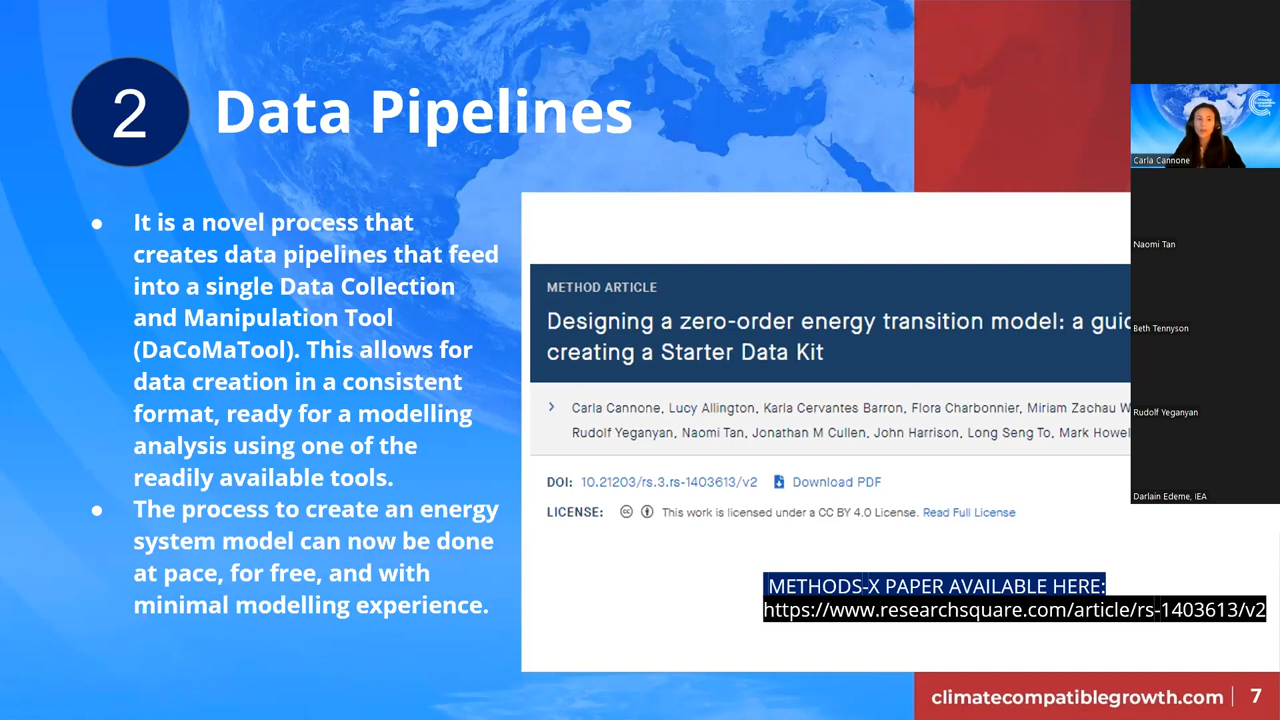 2
Data Pipelines
● It is a novel process that
creates data pipelines that feed
into a single Data Collection
and Manipulation Tool
(DaCoMaTool). This allows for
data creation in a consistent
format, ready for a modelling
analysis using one of the
readily available tools.
● The process to create an energy
system model can now be done
at pace, for free, and with
minimal modelling experience.
METHOD ARTICLE
Designing a zero-order energy transition model: a
creating a Starter Data Kit
Carla Cannone, Lucy Allington, Karla Cervantes Barron, Flora Charbonnier, Miriam Zachau
Rudolf Yeganyan, Naomi Tan, Jonathan M Cullen, John Harrison, Long Seng To, Mark
DOI: 10.21203/rs.3.rs-1403613/v2 Download PDF
LICENSE: This work is licensed under a CC BY 4.0 License. Read Full License
METHODS-X PAPER AVAILABLE HERE:
https://www.researchsquare.com/article/rs-1403613/v2
climatecompatiblegrowth.com 7
Carla Cannone
Naomi Tan
Beth Tennyson
Rudolf Yeganyan
Darlain Edeme, IEA